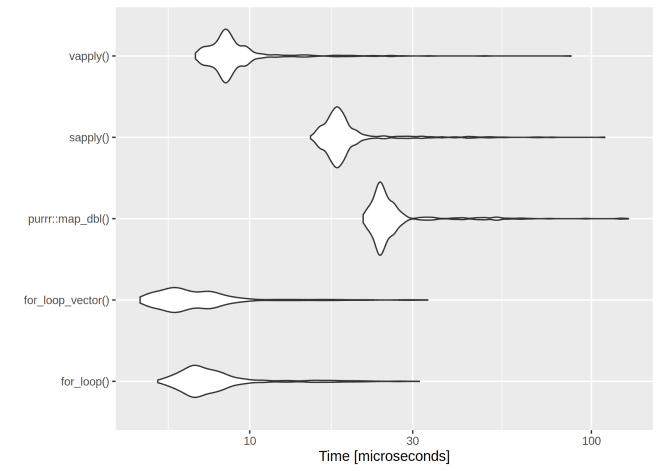 vapply()
sapply()
purrr::map_dbl()
for_loop_vector()
for_loop()
10
30
100
Time [microseconds]